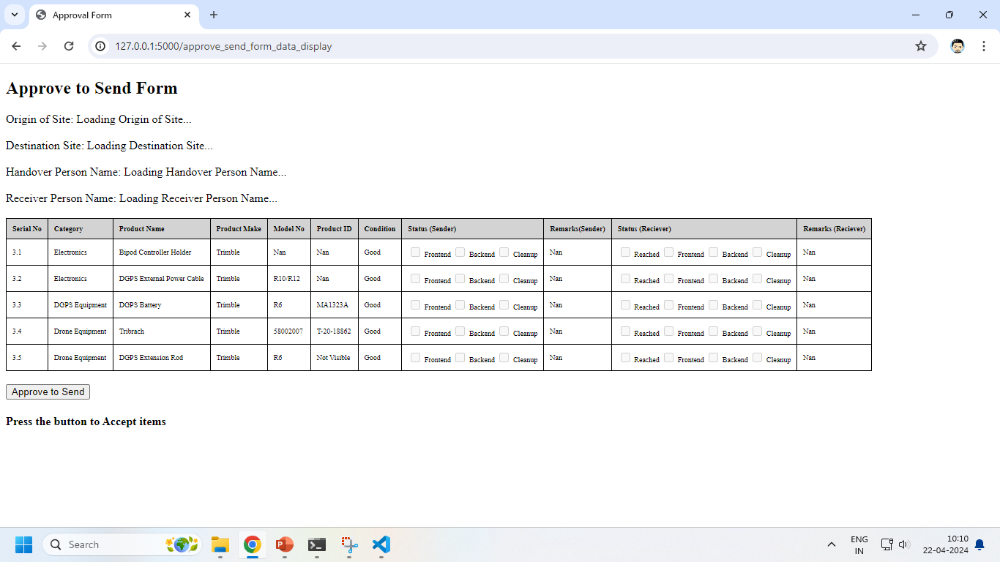 Approval Form
127.0.0.1:5000/approve_send_form_data_display
Approve to Send Form
Origin of Site: Loading Origin of Site...
Destination Site: Loading Destination Site...
Handover Person Name: Loading Handover Person Name...
Receiver Person Name: Loading Receiver Person Name...
Serial No Category Product Name Product Make Model No Product ID Condition Status (Sender) Remarks(Sender) Status (Reciever) Remarks (Reciever)
3.1 Electronics Bipod Controller Holder Trimble Nan Nan Good Frontend Backend Cleanup Nan Reached Frontend Backend Cleanup Nan
3.2 Electronics DGPS External Power Cable Trimble R10/R12 Nan Good Frontend Backend Cleanup Nan Reached Frontend Backend Cleanup Nan
3.3 DGPS Equipment DGPS Battery Trimble R6 MA1323A Good Frontend Backend Cleanup Nan Reached Frontend Backend Cleanup Nan
3.4 Drone Equipment Tribrach Trimble 58002007 T-20-18862 Good Frontend Backend Cleanup Nan Reached Frontend Backend Cleanup Nan
3.5 Drone Equipment DGPS Extension Rod Trimble R6 Not Visible Good Frontend Backend Cleanup Nan Reached Frontend Backend Cleanup Nan
Approve to Send
Press the button to Accept items
Search
ENG
IN
10:10
22-04-2024